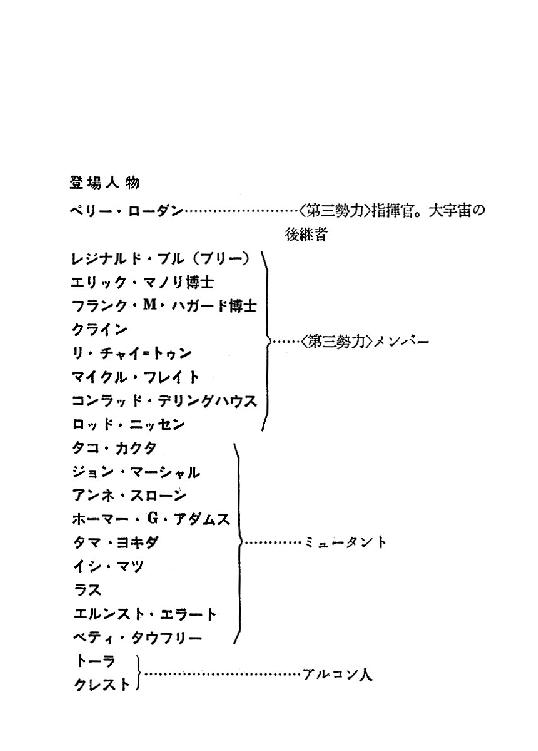 登場人物
ペリー・ローダン……………………〈第三勢力〉指揮官。大宇宙の
後継者
レジナルド・ブル（ブリー）
エリック・マノリ博士
フランク・M・ハガード博士
クライン
リ・チャイ=トゥン
マイクル・フレイト
コンラッド・デリングハウス
ロッド・ニッセン
……〈第三勢力〉メンバー
タコ・カクタ
ジョン・マーシャル
アンネ・スローン
ホーマー・G・アダムス
タマ・ヨキダ
イシ・マツ
ラス
エルンスト・エラート
ベティ・タウフリー
…………ミュータント
トーラ
クレスト
……………………………アルコン人